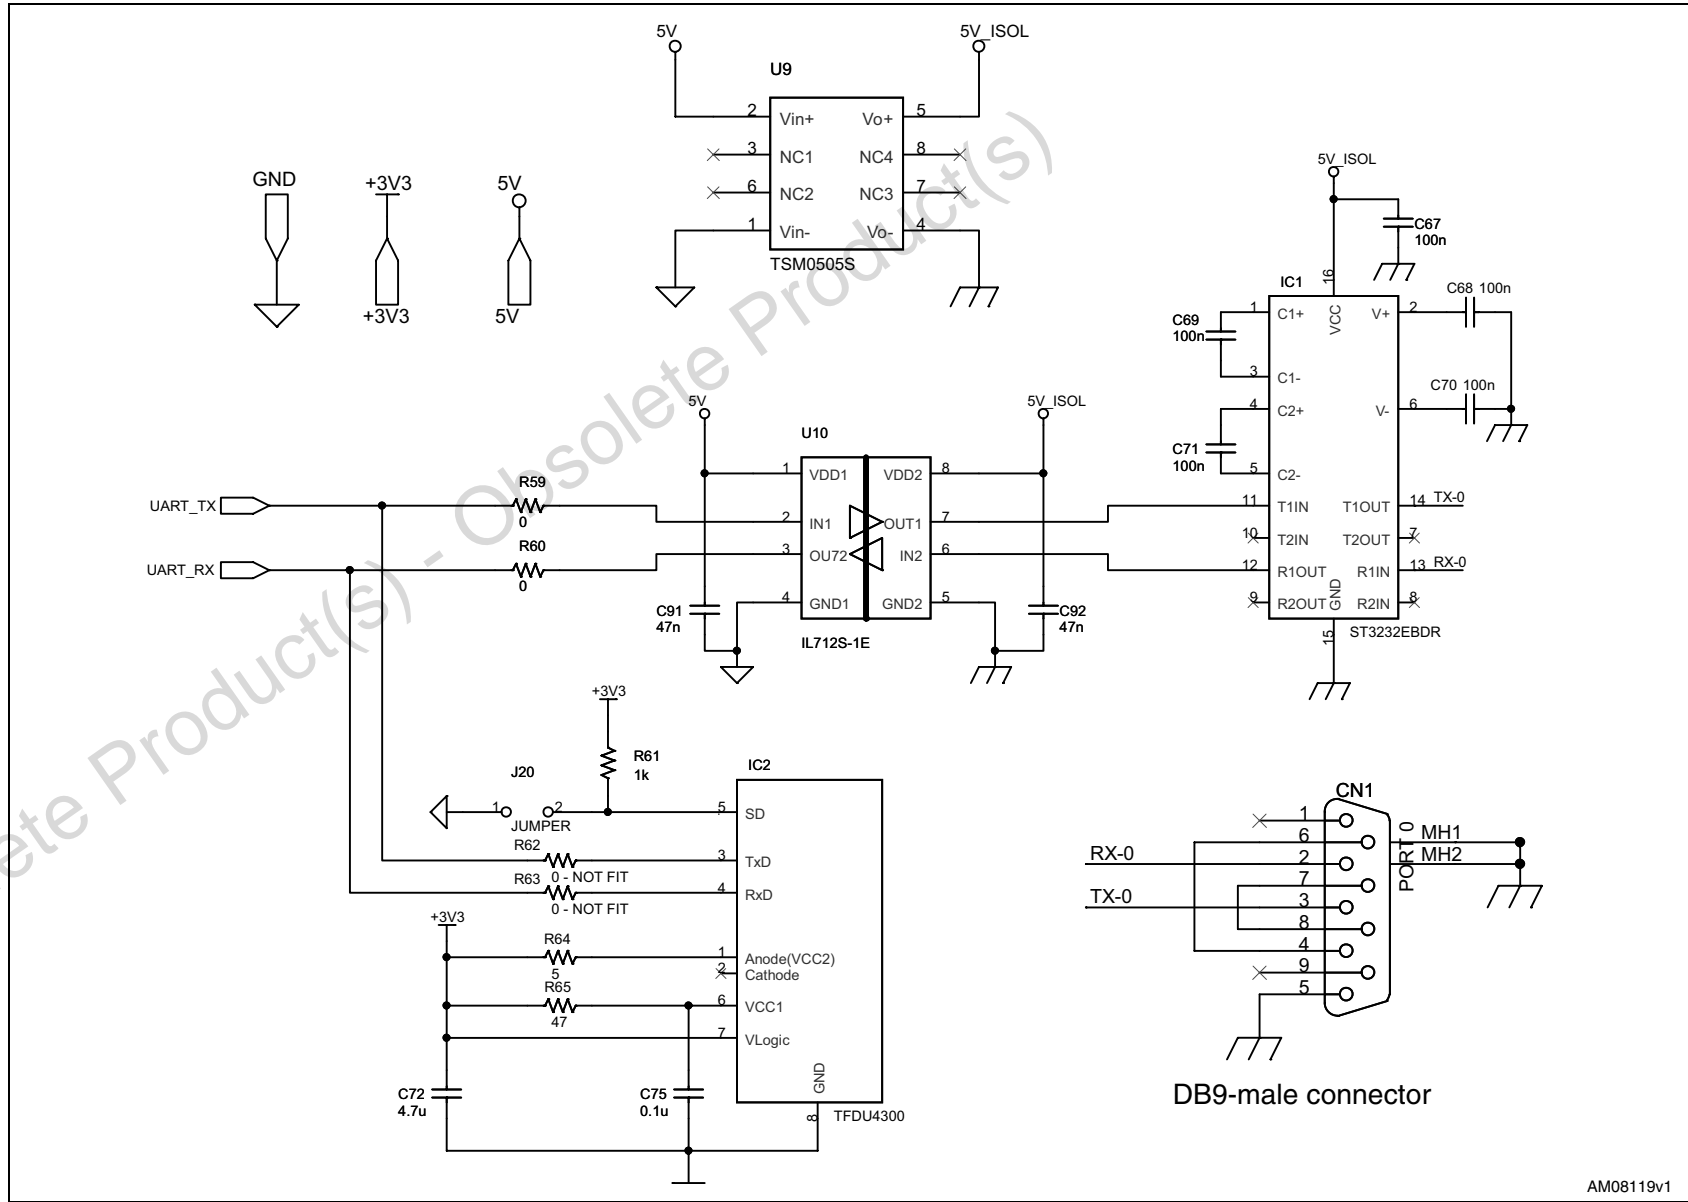 5V
5V_ISOL
U9
2 Vin+ Vo+ 5
3 NC1 NC4 8
6 NC2 NC3 7
1 Vin- Vo- 4
TSM0505S
GND
+3V3
5V
+3V3
5V
5V_ISOL
C67
100n
16
IC1
VCC
C68 100n
1 C1+ V+ 2
C69
100n
3 C1-
C70 100n
4 C2+ V- 6
C71
100n
5 C2-
11 T1IN T1OUT 14 TX-0
10 T2IN T2OUT 7
12 R1OUT R1IN 13 RX-0
9 R2OUT R2IN 8
GND
15
ST3232EBDR
5V
5V_ISOL
U10
1 VDD1 VDD2 8
UART_TX
R59
0
2 IN1 OUT1 7
UART_RX
R60
0
3 OU72 IN2 6
4 GND1 GND2 5
C91
47n
C92
47n
IL712S-1E
+3V3
R61
1k
J20
1 2
JUMPER
IC2
5 SD
R62
0 - NOT FIT
3 TxD
R63
0 - NOT FIT
4 RxD
+3V3
R64
5
1 Anode(VCC2)
2 Cathode
R65
47
6 VCC1
7 VLogic
C72
4.7u
C75
0.1u
GND
8
TFDU4300
CN1
PORT 0
1
6
RX-0 2
7
TX-0 3
8
4
9
5
MH1
MH2
DB9-male connector
AM08119v1
ete Product(s) - Obsolete Product(s)